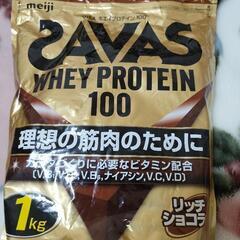 meiji
SAVAS
WHEY PROTEIN
100
理想の筋肉のために
に必要なビタミン配合
ナイアシン,V.C,V.D)
1kg
リッチ
ショコラ